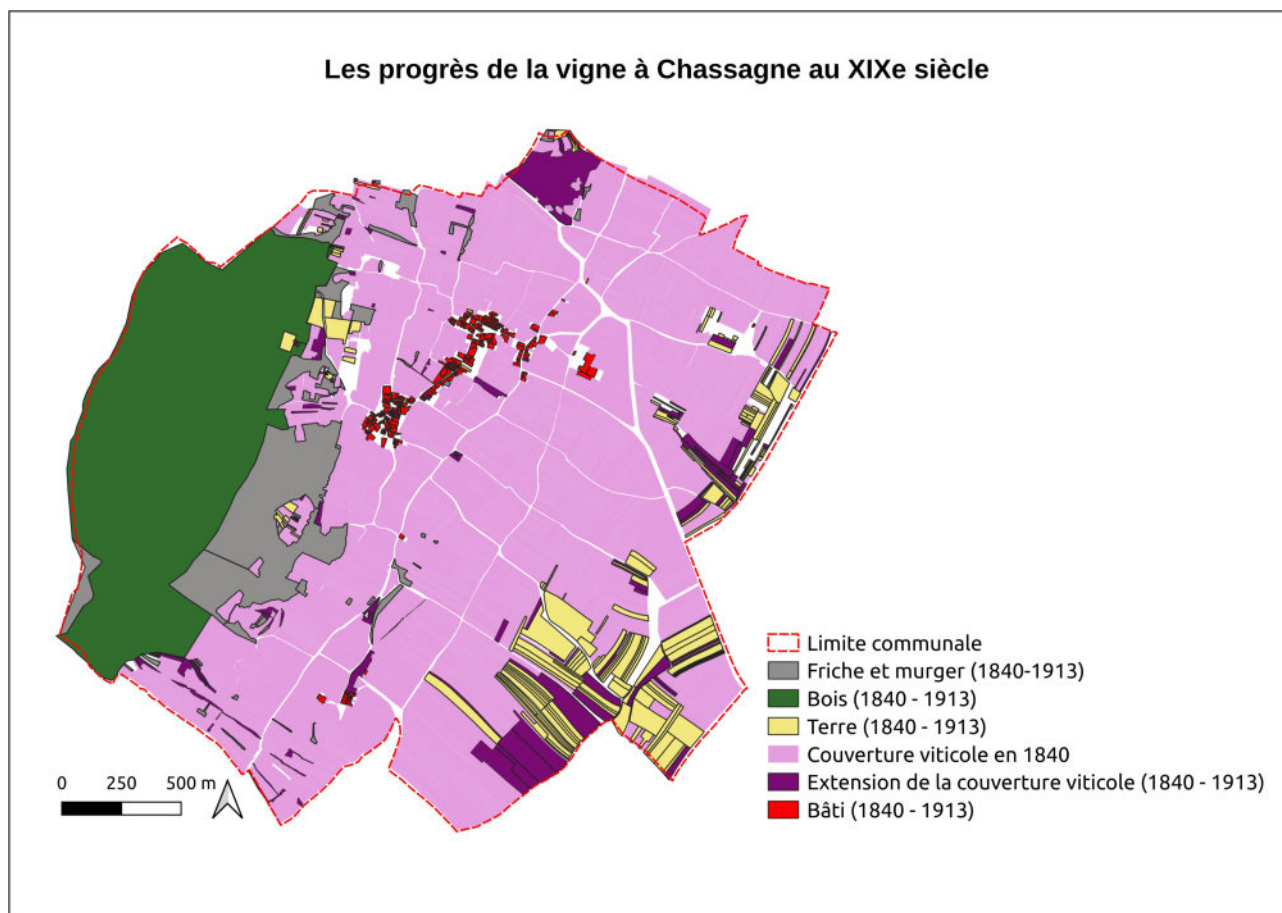 Les progrès de la vigne à Chassagne au XIXe siècle
Limite communale
Friche et murger (1840-1913)
Bois (1840 - 1913)
Terre (1840 - 1913)
Couverture viticole en 1840
Extension de la couverture viticole (1840 - 1913)
Bâti (1840 - 1913)
0 250 500 m